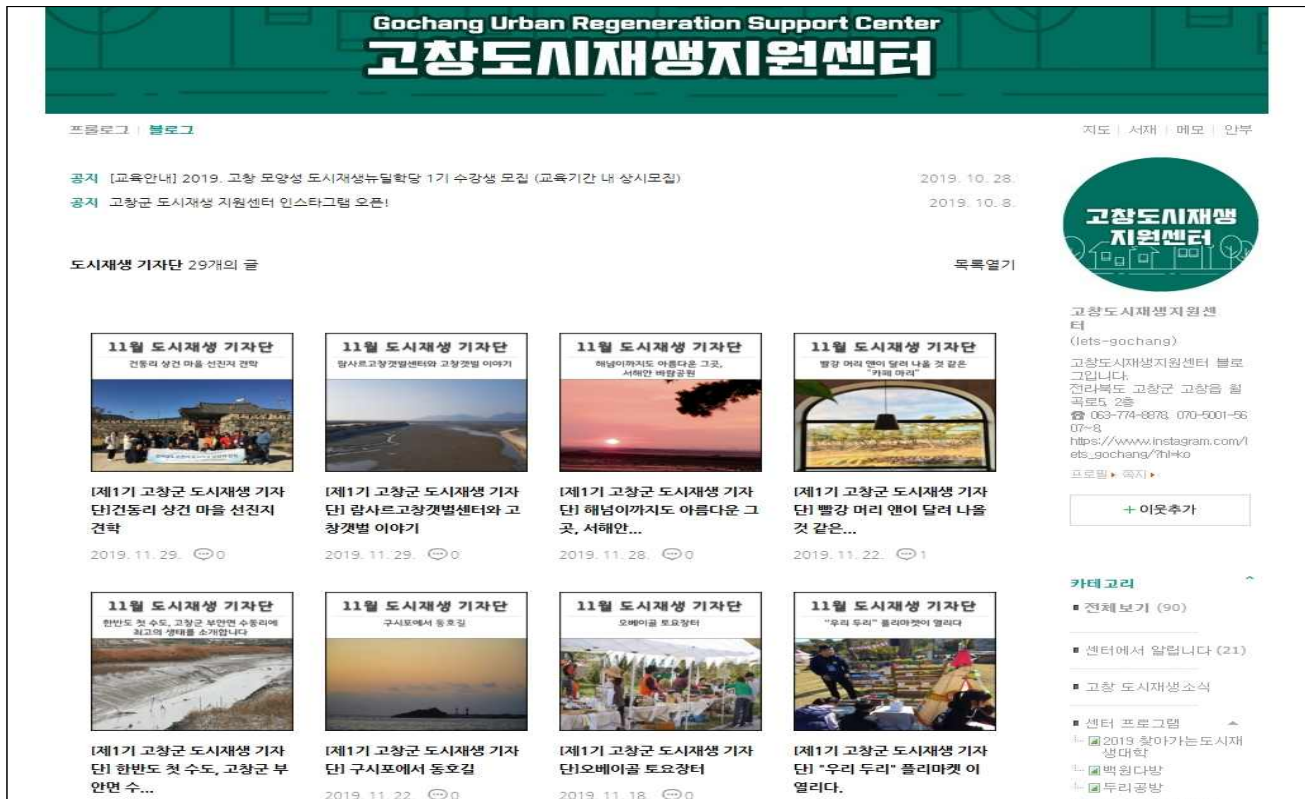 Gochang Urban Regeneration Support Center
고창도시재생지원센터
프롤로그 | 블로그
지도 | 서재 | 메모 | 안부
공지 [교육안내] 2019. 고창 모양성 도시재생뉴딜학당 1기 수강생 모집 (교육기간 내 상시모집) 2019. 10. 28.
공지 고창군 도시재생 지원센터 인스타그램 오픈! 2019. 10. 8.
도시재생 기자단 29개의 글
목록열기
11월 도시재생 기자단
건동리 상건 마을 선진지 견학
[제1기 고창군 도시재생 기자
단]건동리 상건 마을 선진지
견학
2019. 11. 29. 0
11월 도시재생 기자단
람사르고창갯벌센터와 고창갯벌 이야기
[제1기 고창군 도시재생 기자
단] 람사르고창갯벌센터와 고
창갯벌 이야기
2019. 11. 29. 0
11월 도시재생 기자단
해넘이까지도 아름다운 그곳,
서해안 바람공원
[제1기 고창군 도시재생 기자
단] 해넘이까지도 아름다운 그
곳, 서해안...
2019. 11. 28. 0
11월 도시재생 기자단
빨강 머리 앤이 달려 나올 것 같은
"카페 마리"
[제1기 고창군 도시재생 기자
단] 빨강 머리 앤이 달려 나올
것 같은...
2019. 11. 22. 1
11월 도시재생 기자단
한반도 첫 수도, 고창군 부안면 수동리에
최고의 생태를 소개합니다
[제1기 고창군 도시재생 기자
단] 한반도 첫 수도, 고창군 부
안면 수...
11월 도시재생 기자단
구시포에서 동호길
[제1기 고창군 도시재생 기자
단] 구시포에서 동호길
2019. 11. 22. 0
11월 도시재생 기자단
오베이골 토요장터
[제1기 고창군 도시재생 기자
단]오베이골 토요장터
2019. 11. 18. 0
11월 도시재생 기자단
"우리 두리" 플리마켓이 열리다
[제1기 고창군 도시재생 기자
단] "우리 두리" 플리마켓 이
열리다.
고창도시재생
지원센터
고창도시재생지원센
터
(lets-gochang)
고창도시재생지원센터 블로
그입니다.
전라북도 고창군 고창읍 월
곡로5, 2층
☎ 063-774-8878, 070-5001-56
07~8,
https://www.instagram.com/l
ets_gochang/?hl=ko
프로필 쪽지
+ 이웃추가
카테고리
전체보기 (90)
센터에서 알립니다 (21)
고창 도시재생소식
센터 프로그램
2019 찾아가는도시재
생대학
백원다방
두리공방